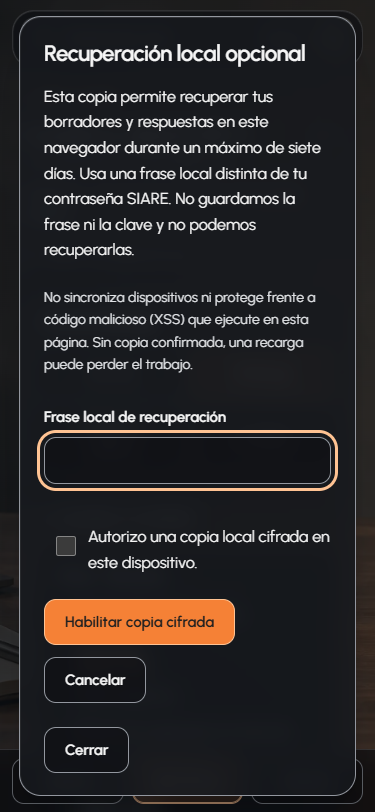 Recuperación local opcional
Esta copia permite recuperar tus
borradores y respuestas en este
navegador durante un máximo de siete
días. Usa una frase local distinta de tu
contraseña SIARE. No guardamos la
frase ni la clave y no podemos
recuperarlas.
No sincroniza dispositivos ni protege frente a
código malicioso (XSS) que ejecute en esta
página. Sin copia confirmada, una recarga
puede perder el trabajo.
Frase local de recuperación
Autorizo una copia local cifrada en
este dispositivo.
Habilitar copia cifrada
Cancelar
Cerrar